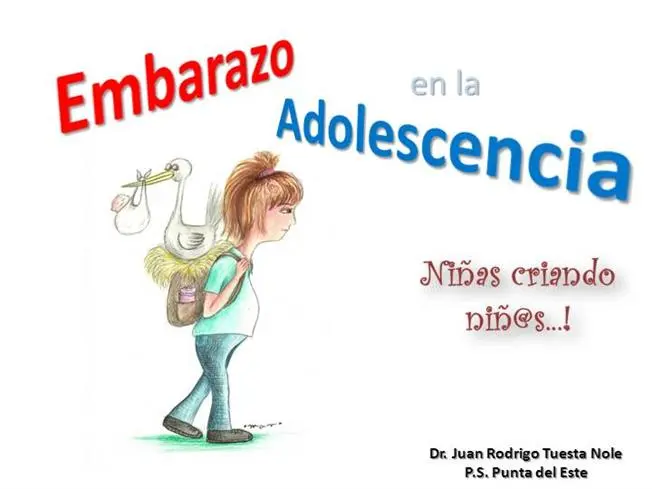 Embarazo
en la
Adolescencia
Niñas criando
niñ@s...!
Dr. Juan Rodrigo Tuesta Nole
P.S. Punta del Este